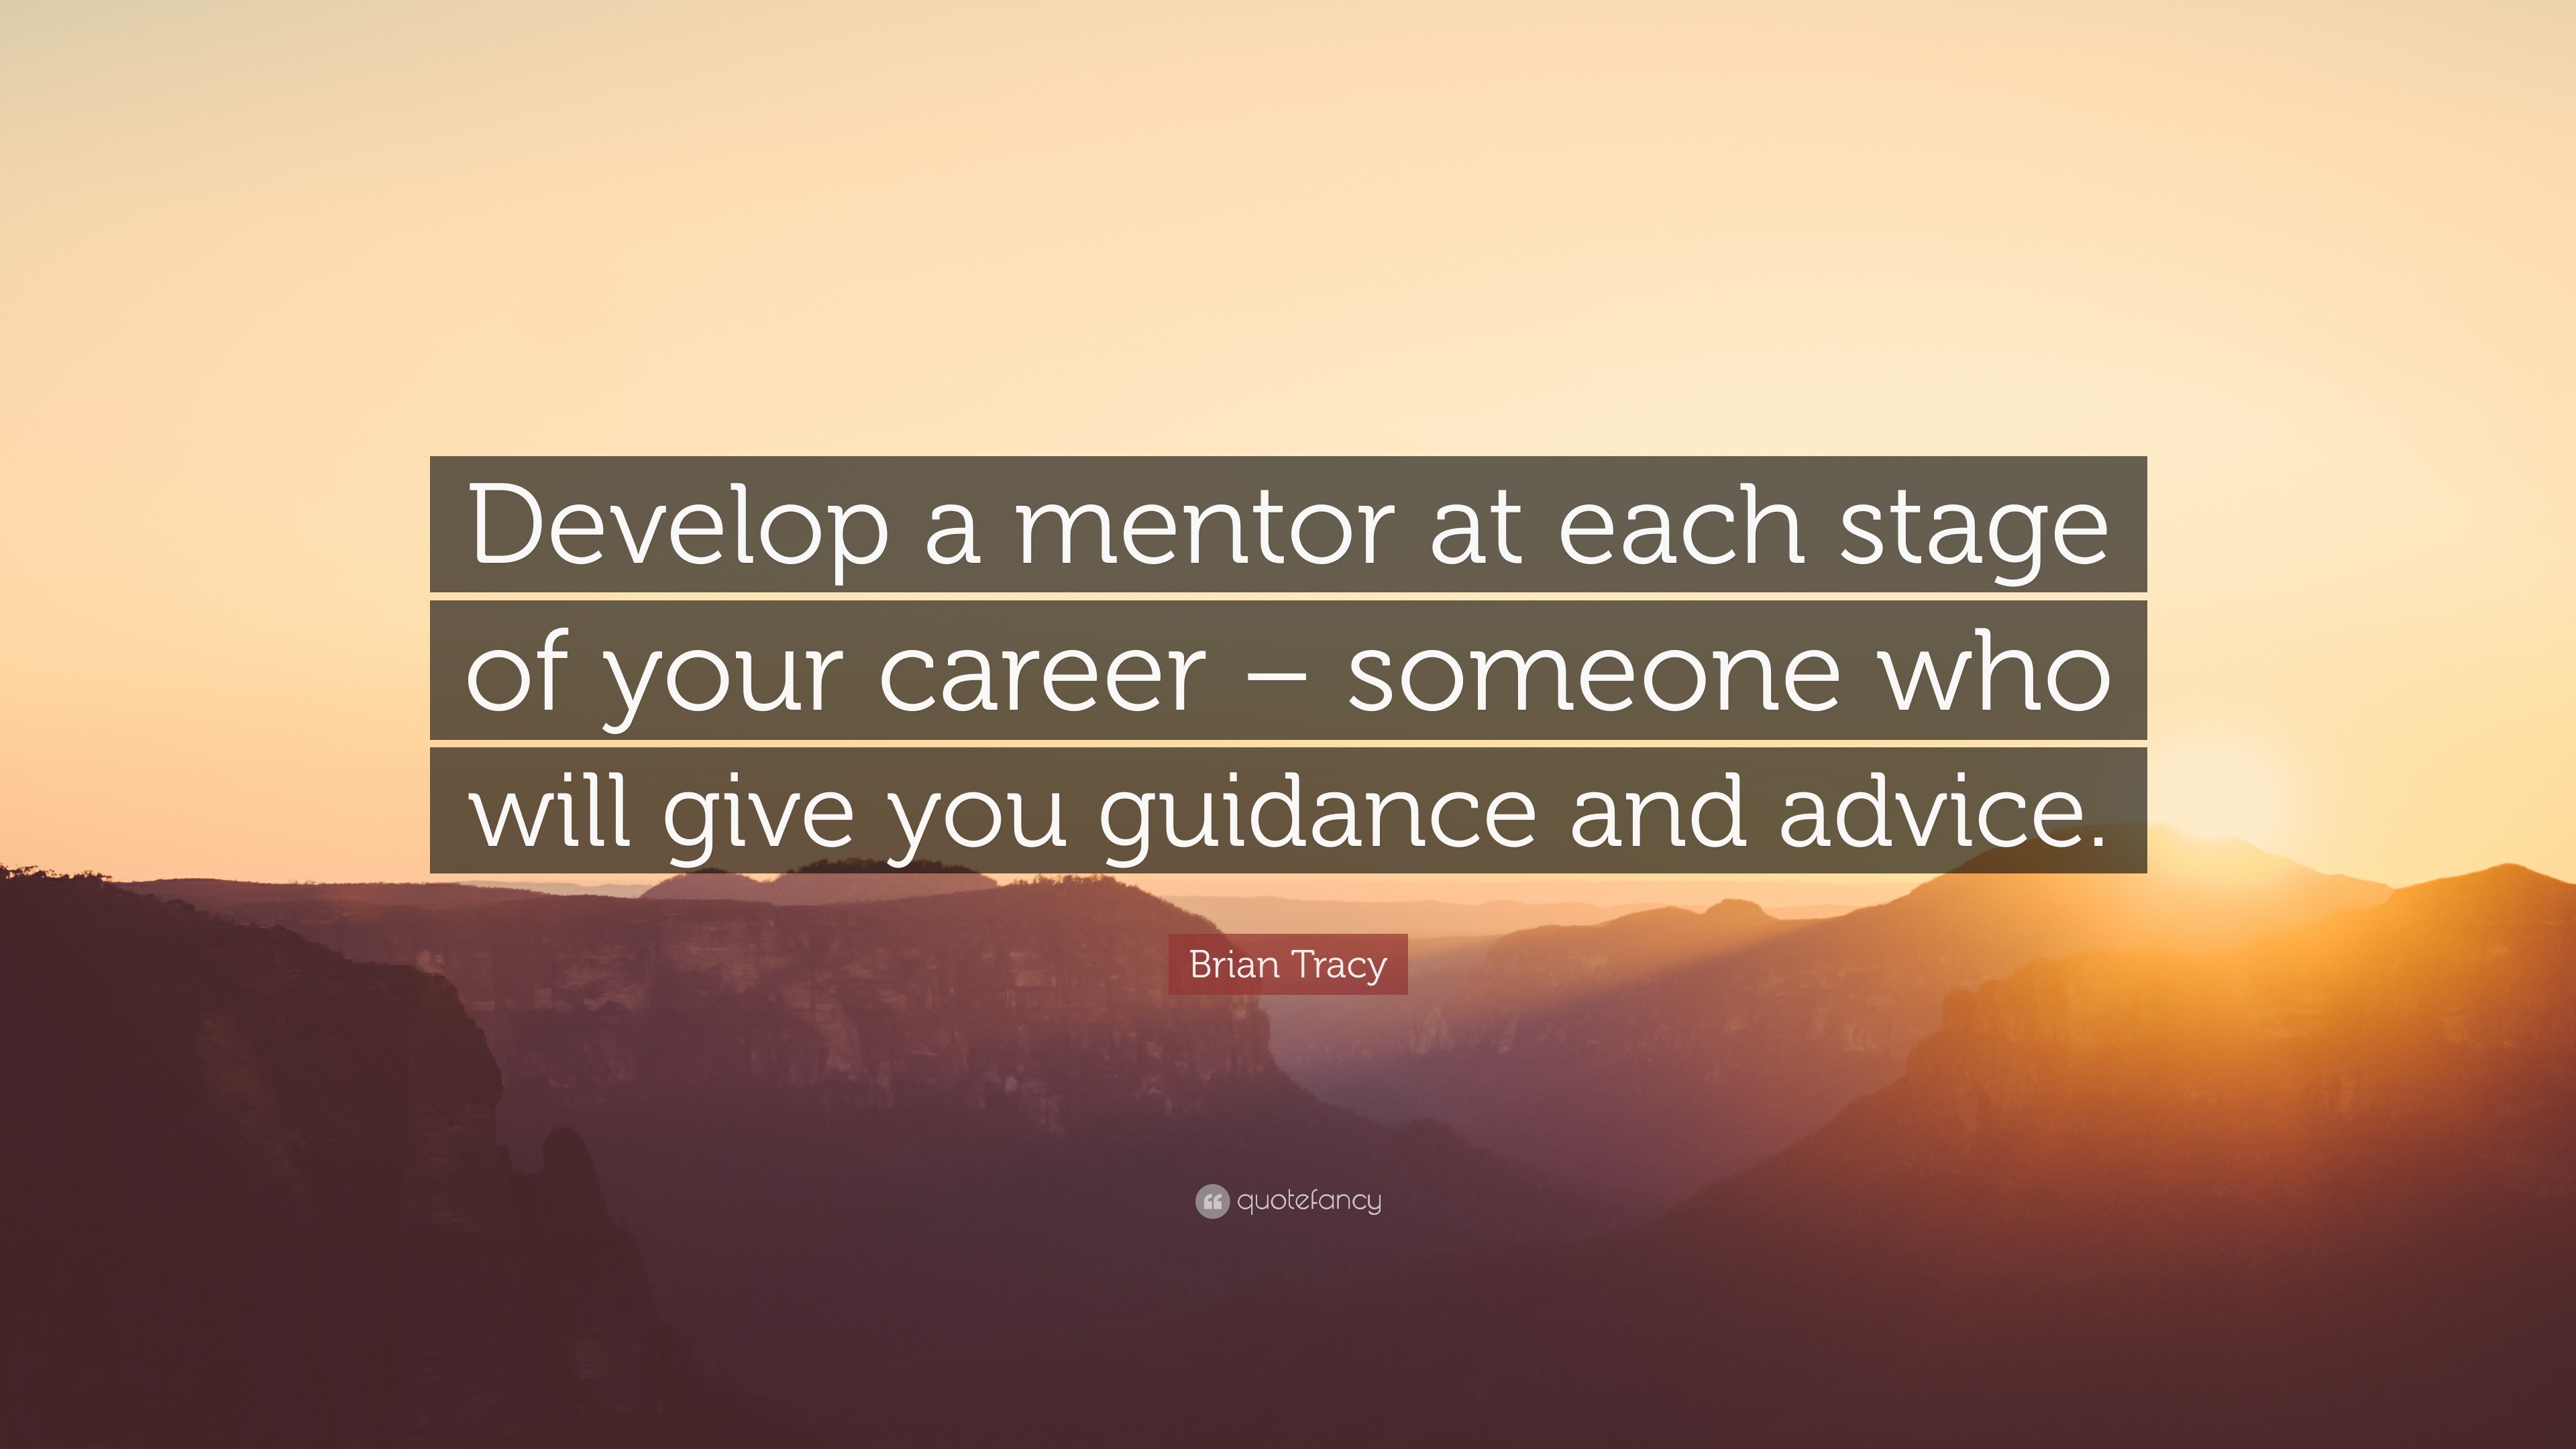 Develop a mentor at each stage
of your career – someone who
will give you guidance and advice.
Brian Tracy
quotefancy